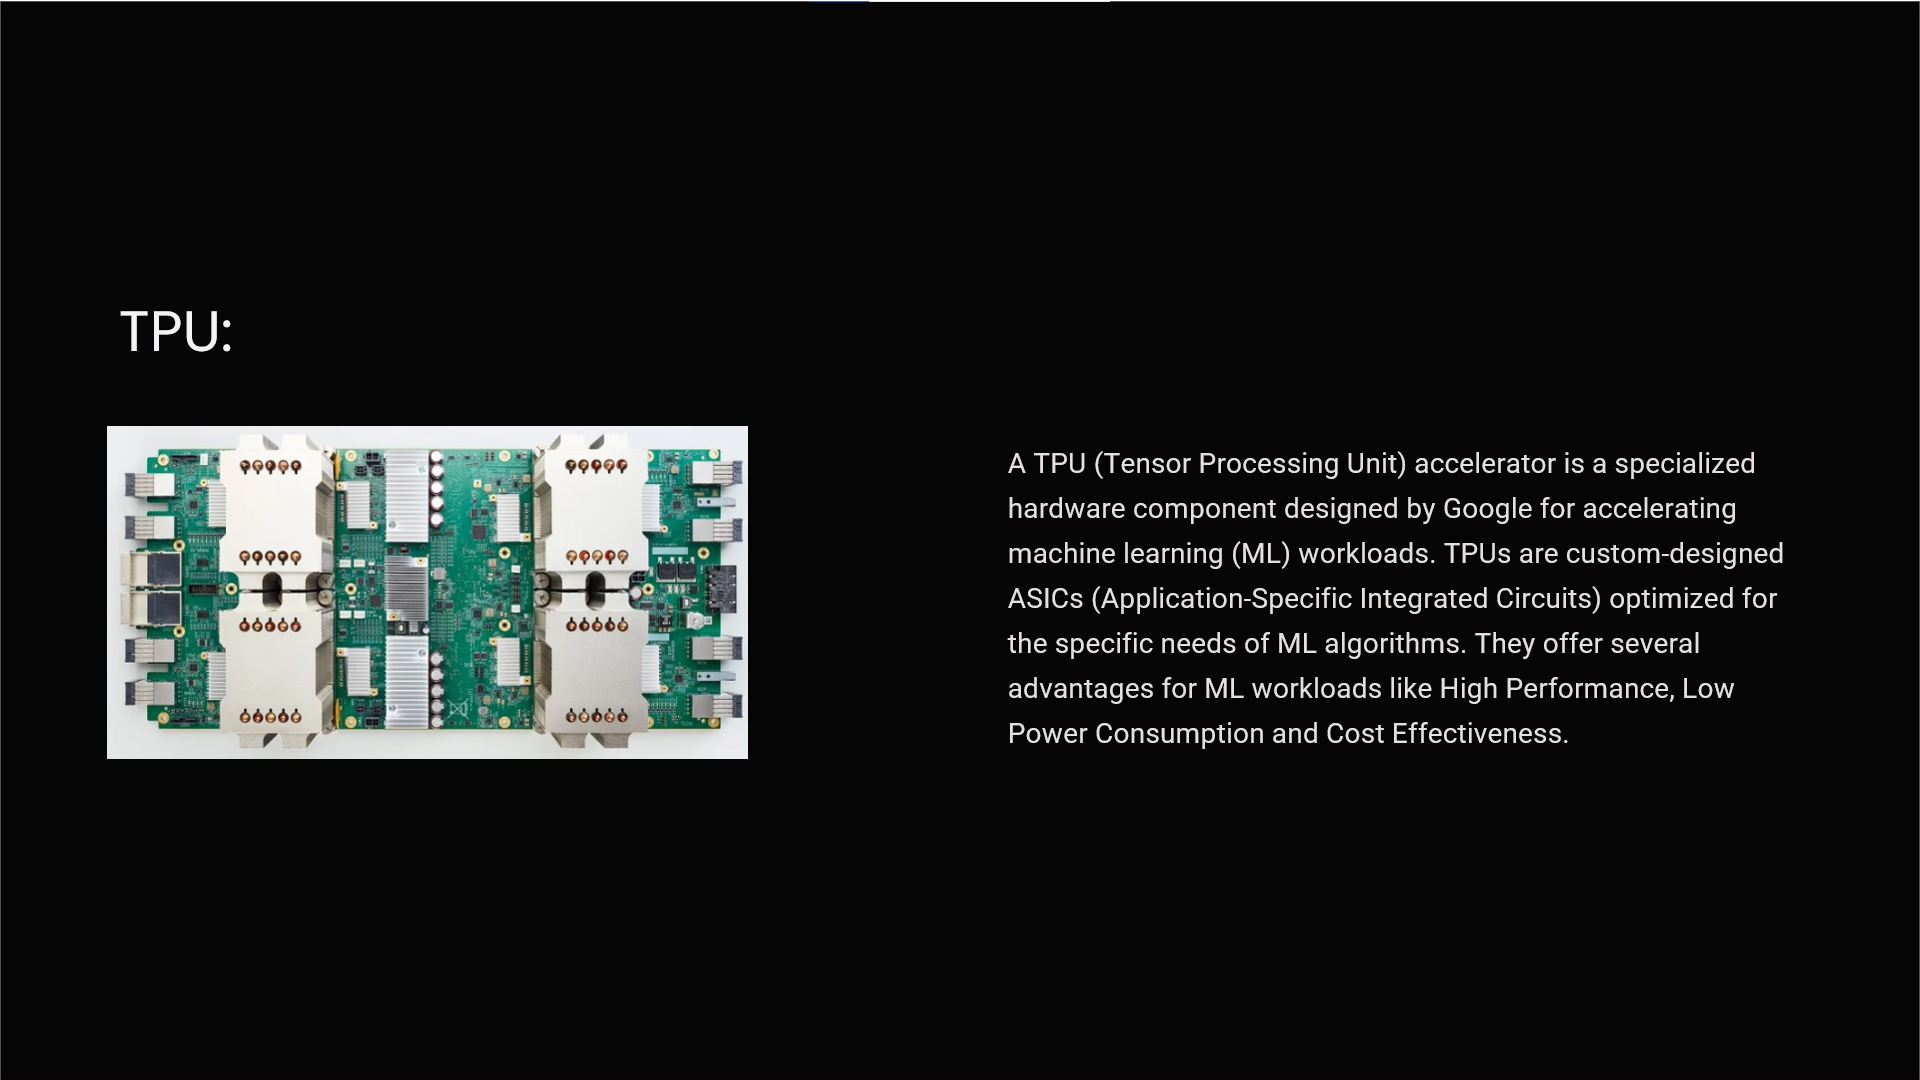 TPU:
A TPU (Tensor Processing Unit) accelerator is a specialized
hardware component designed by Google for accelerating
machine learning (ML) workloads. TPUs are custom-designed
ASICs (Application-Specific Integrated Circuits) optimized for
the specific needs of ML algorithms. They offer several
advantages for ML workloads like High Performance, Low
Power Consumption and Cost Effectiveness.